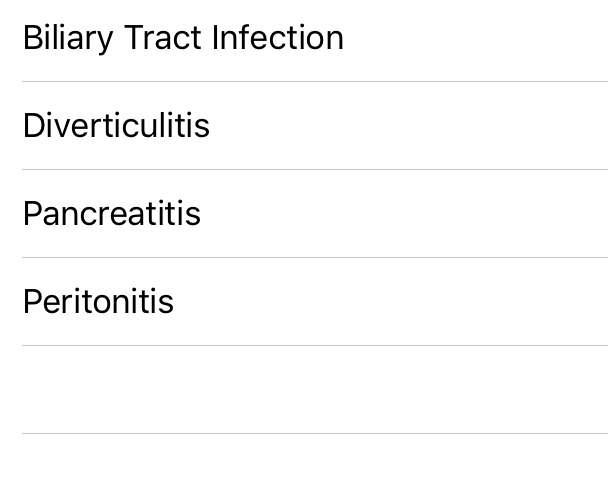 Biliary Tract Infection
Diverticulitis
Pancreatitis
Peritonitis